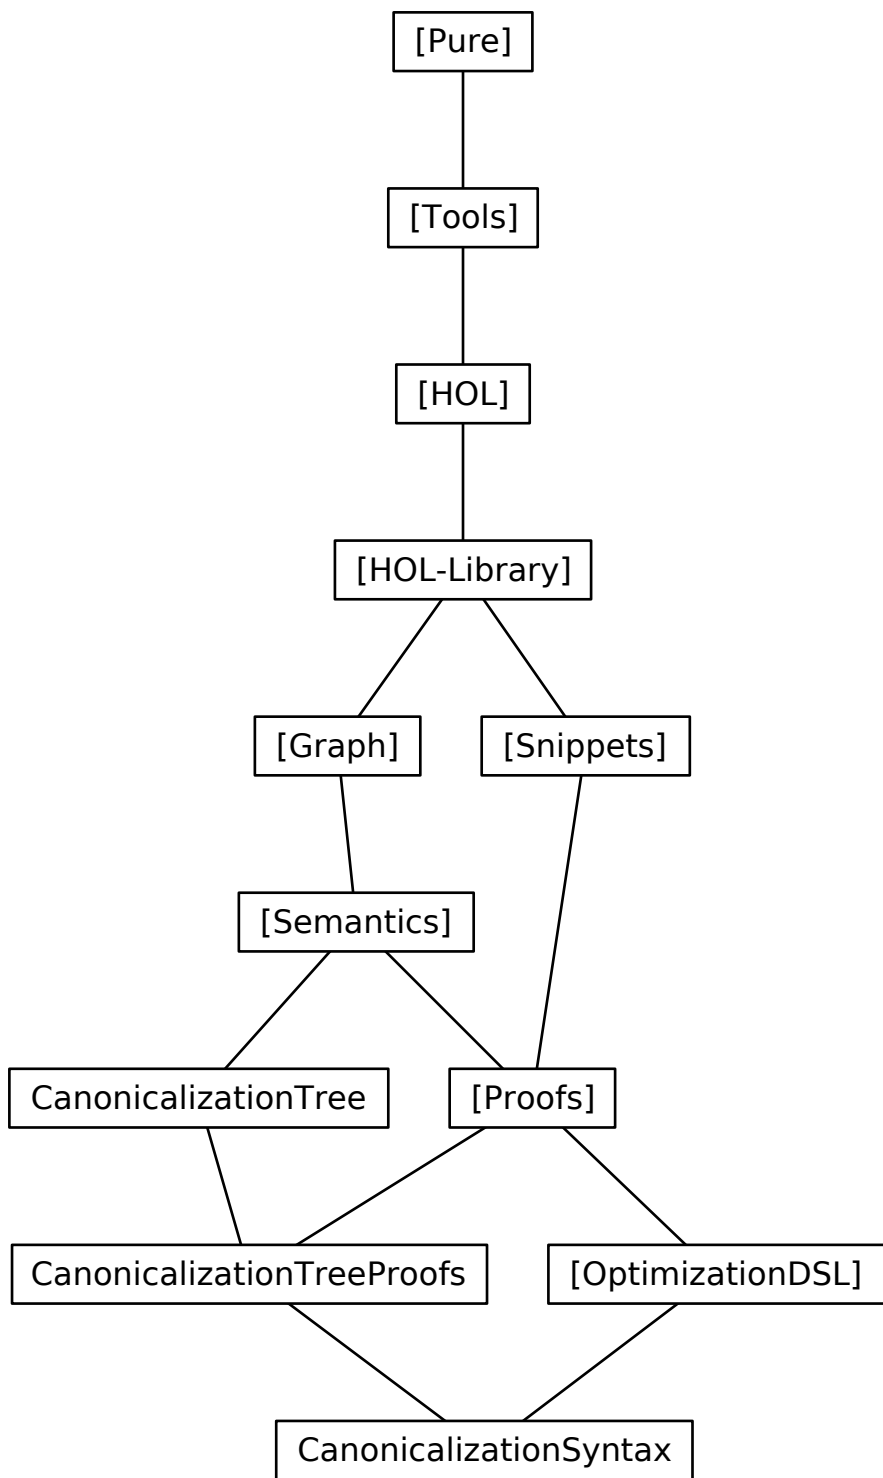 [Pure]
[Tools]
[HOL]
[HOL-Library]
[Graph]
[Snippets]
[Semantics]
CanonicalizationTree
[Proofs]
CanonicalizationTreeProofs
[OptimizationDSL]
CanonicalizationSyntax